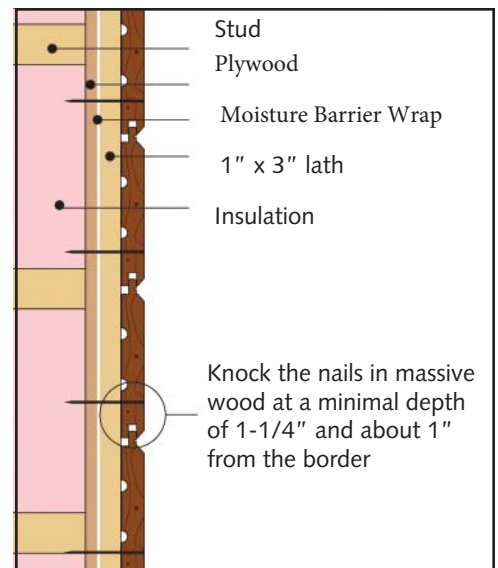 Stud
Plywood
Moisture Barrier Wrap
1” x 3” lath
Insulation
Knock the nails in massive
wood at a minimal depth
of 1-1/4” and about 1”
from the border